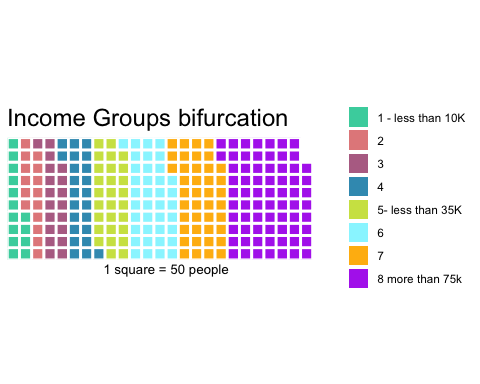 Income Groups bifurcation
1 square = 50 people
1 - less than 10K
2
3
4
5- less than 35K
6
7
8 more than 75k